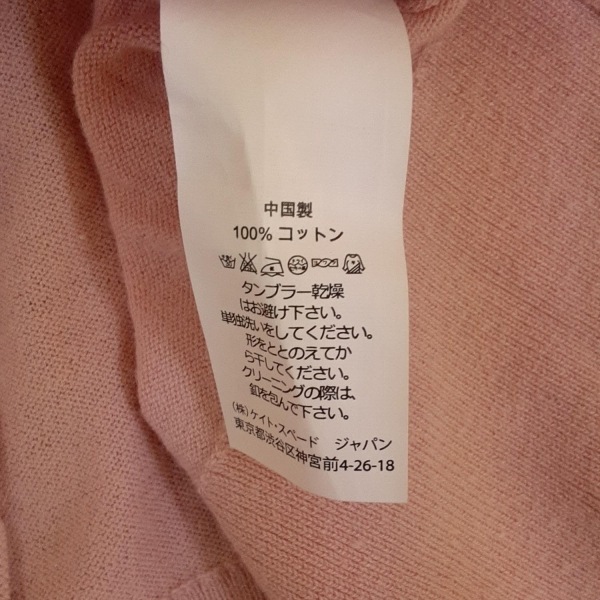 中国製
100% コットン
タンブラー乾燥
はお避け下さい。
単独洗いをしてください。
形をととのえてか
ら干してください。
クリーニングの際は、
釦を包んで下さい。
(株)ケイト・スペード ジャパン
東京都渋谷区神宮前4-26-18